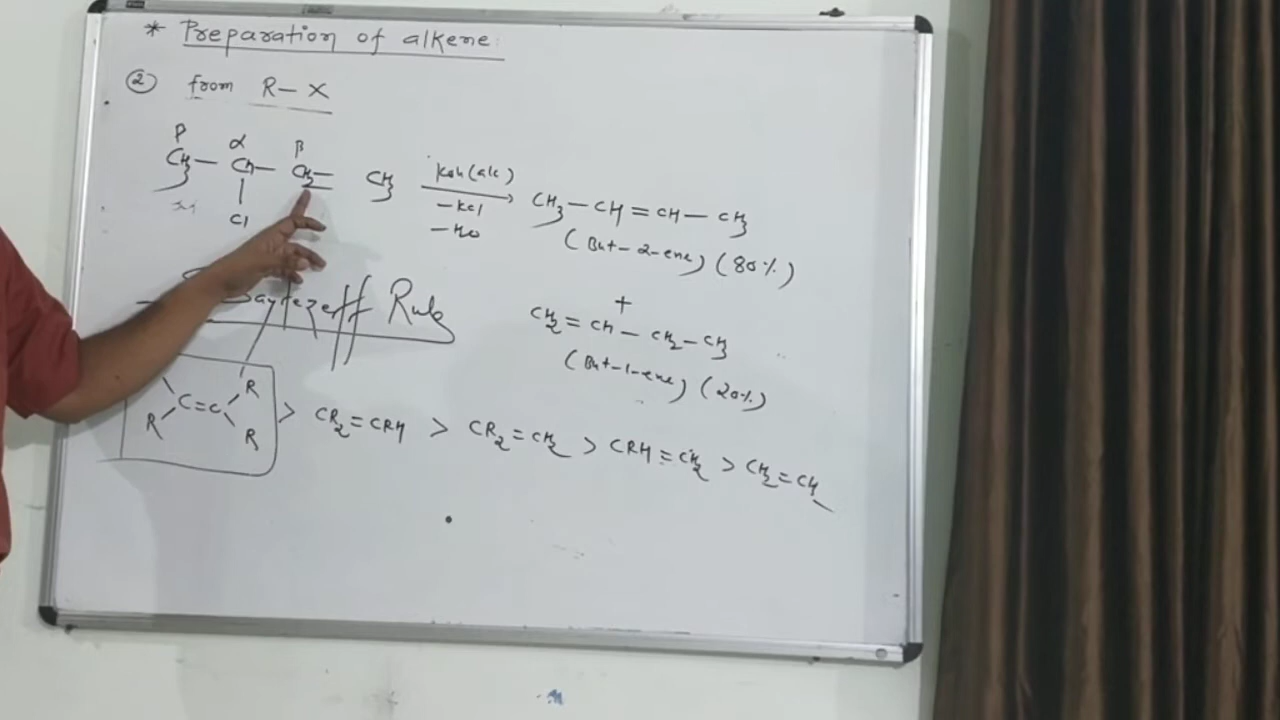 * Preparation of alkene:
② from R—X
β α β
CH₃— CH— CH₂— CH₃
Cl
KOH(alc)
-KCl
-H₂O
CH₃—CH=CH—CH₃
(But-2-ene) (80%)
+
CH₂=CH—CH₂—CH₃
(But-1-ene) (20%)
Saytezeff Rule
R R
C=C
R
> CR₂=CRH > CR₂=CH₂ > CRH=CH₂ > CH₂=CH₂